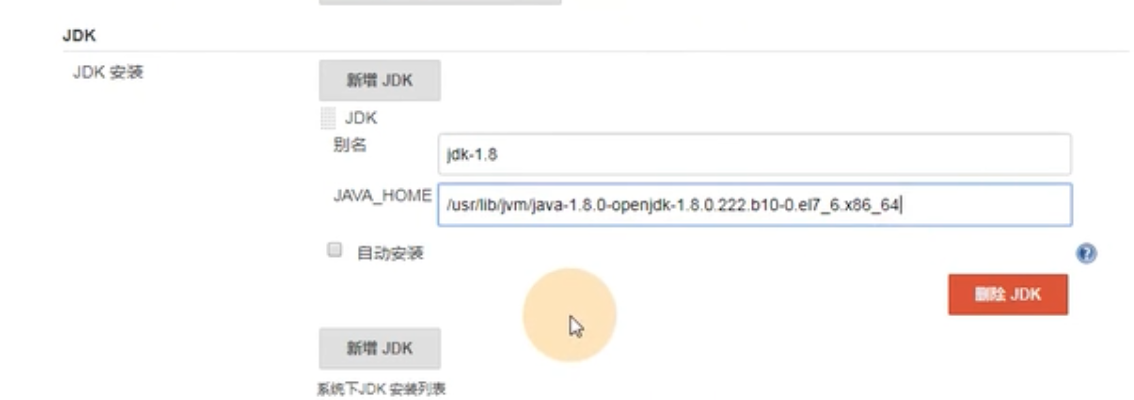 JDK
JDK 安装
新增 JDK
JDK
别名
jdk-1.8
JAVA_HOME
/usr/lib/jvm/java-1.8.0-openjdk-1.8.0.222.b10-0.el7_6.x86_64
自动安装
?
删除 JDK
新增 JDK
系统下JDK 安装列表